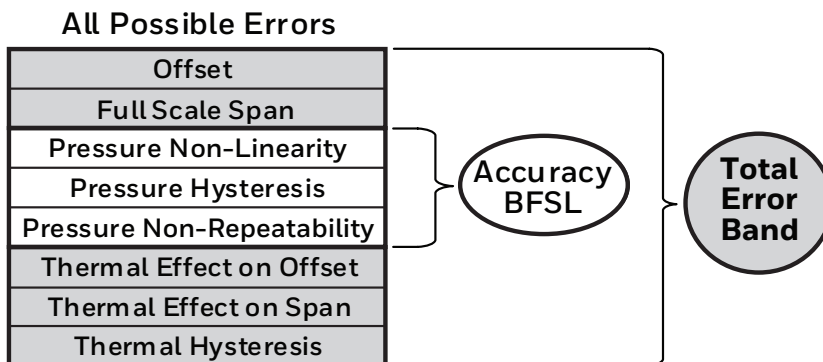 All Possible Errors
Offset
Full Scale Span
Pressure Non-Linearity
Pressure Hysteresis
Pressure Non-Repeatability
Thermal Effect on Offset
Thermal Effect on Span
Thermal Hysteresis
Accuracy
BFSL
Total
Error
Band